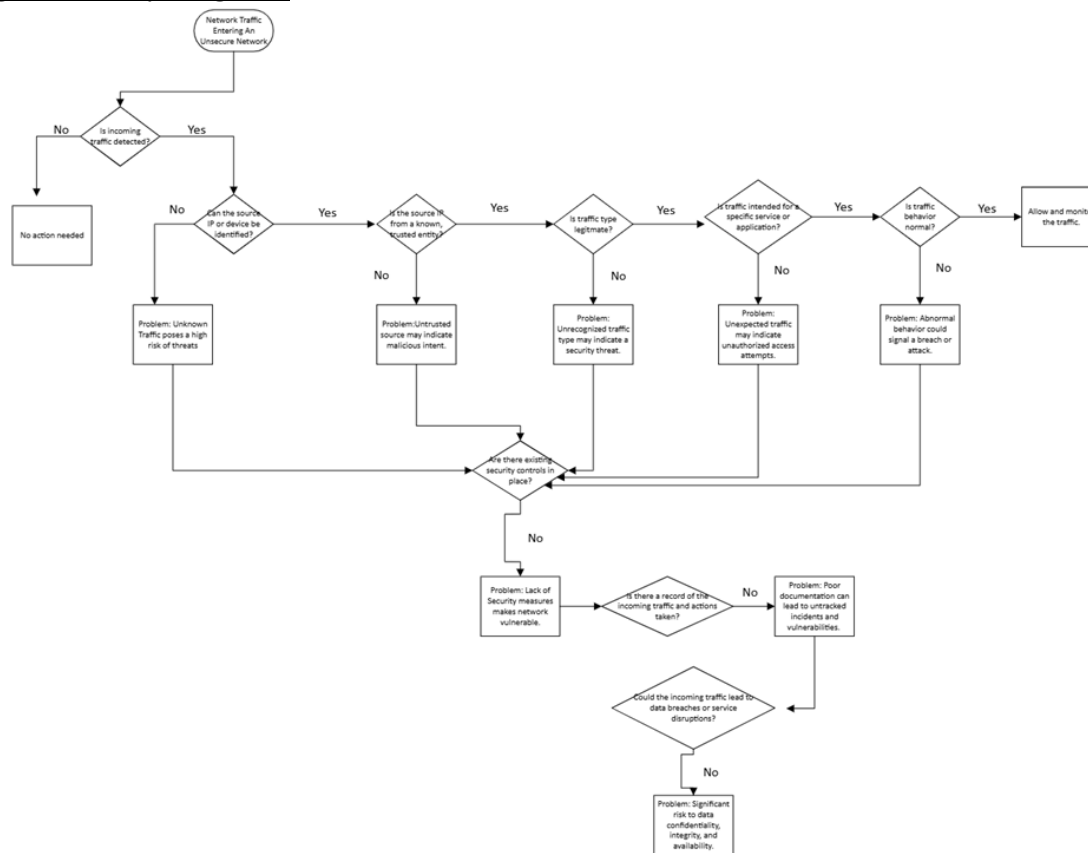 Network Traffic
Entering An
Unsecure Network
No
Is incoming
traffic detected?
Yes
No action needed
No
Can the source
IP or device be
identified?
Yes
Is the source IP
from a known,
trusted entity?
Yes
Is traffic type
legitimate?
Yes
Is traffic intended for a
specific service or
application?
Yes
Is traffic
behavior
normal?
Yes
Allow and monit
the traffic.
No
No
No
No
Problem: Unknown
Traffic poses a high
risk of threats
Problem:Untrusted
source may indicate
malicious intent.
Problem:
Unrecognized traffic
type may indicate a
security threat.
Problem:
Unexpected traffic
may indicate
unauthorized access
attempts.
Problem: Abnormal
behavior could
signal a breach or
attack.
Are there existing
security controls in
place?
No
Problem: Lack of
Security measures
makes network
vulnerable.
Is there a record of the
incoming traffic and actions
taken?
No
Problem: Poor
documentation can
lead to untracked
incidents and
vulnerabilities.
Could the incoming traffic lead to
data breaches or service
disruptions?
No
Problem: Significant
risk to data
confidentiality,
integrity, and
availability.